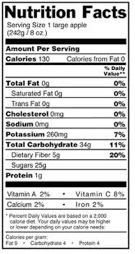 Nutrition Facts
Serving Size 1 large apple
(242g / 8 oz.)
Amount Per Serving
Calories 130 Calories from Fat 0
% Daily
Value**
Total Fat 0g 0%
Saturated Fat 0g 0%
Trans Fat 0g 0%
Cholesterol 0mg 0%
Sodium 0mg 0%
Potassium 260mg 7%
Total Carbohydrate 34g 11%
Dietary Fiber 5g 20%
Sugars 25g
Protein 1g
Vitamin A 2% • Vitamin C 8%
Calcium 2% • Iron 2%
* Percent Daily Values are based on a 2,000
calorie diet. Your daily values may be higher
or lower depending on your calorie needs:
Calories per gram:
Fat 9 • Carbohydrate 4 • Protein 4